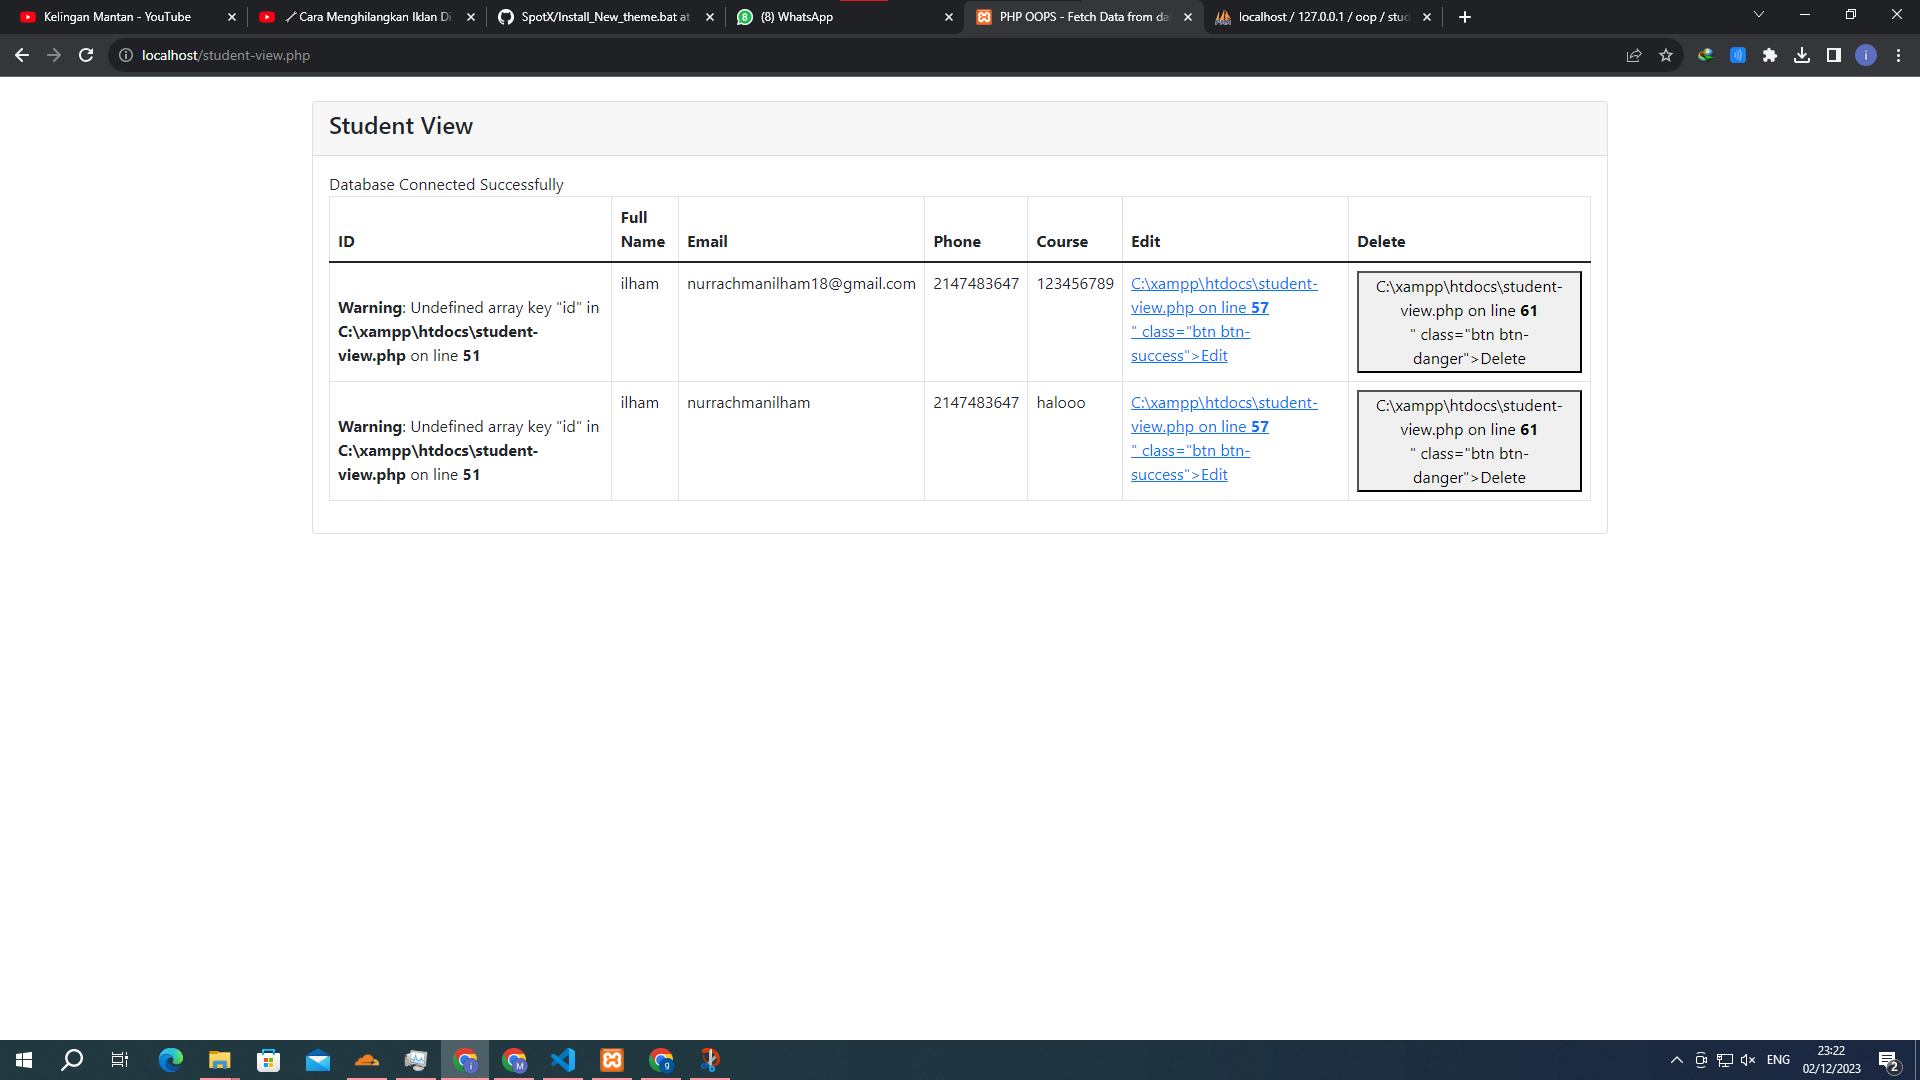 Kelingan Mantan - YouTube
Cara Menghilangkan Iklan Di
SpotX/Install_New_theme.bat at
(8) WhatsApp
PHP OOPS - Fetch Data from da
localhost / 127.0.0.1 / oop / stud
localhost/student-view.php
Student View
Database Connected Successfully
ID
Full
Name
Email
Phone
Course
Edit
Delete
Warning: Undefined array key "id" in
C:\xampp\htdocs\student-
view.php on line 51
ilham
nurrachmanilham18@gmail.com
2147483647
123456789
C:\xampp\htdocs\student-
view.php on line 57
" class="btn btn-
success">Edit
C:\xampp\htdocs\student-
view.php on line 61
" class="btn btn-
danger">Delete
Warning: Undefined array key "id" in
C:\xampp\htdocs\student-
view.php on line 51
ilham
nurrachmanilham
2147483647
halooo
C:\xampp\htdocs\student-
view.php on line 57
" class="btn btn-
success">Edit
C:\xampp\htdocs\student-
view.php on line 61
" class="btn btn-
danger">Delete
ENG
23:22
02/12/2023
2